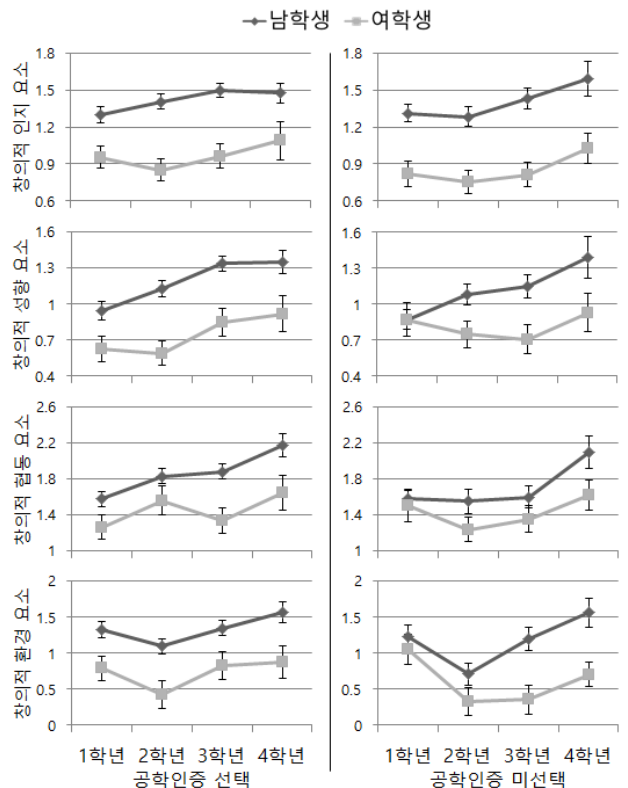 남학생 여학생
창의적 인지 요소
1.8 1.8
1.5 1.5
1.2 1.2
0.9 0.9
0.6 0.6
창의적 성향 요소
1.6 1.6
1.3 1.3
1 1
0.7 0.7
0.4 0.4
창의적 협동 요소
2.6 2.6
2.2 2.2
1.8 1.8
1.4 1.4
1 1
창의적 환경 요소
2 2
1.5 1.5
1 1
0.5 0.5
0 0
1학년 2학년 3학년 4학년 1학년 2학년 3학년 4학년
공학인증 선택 공학인증 미선택